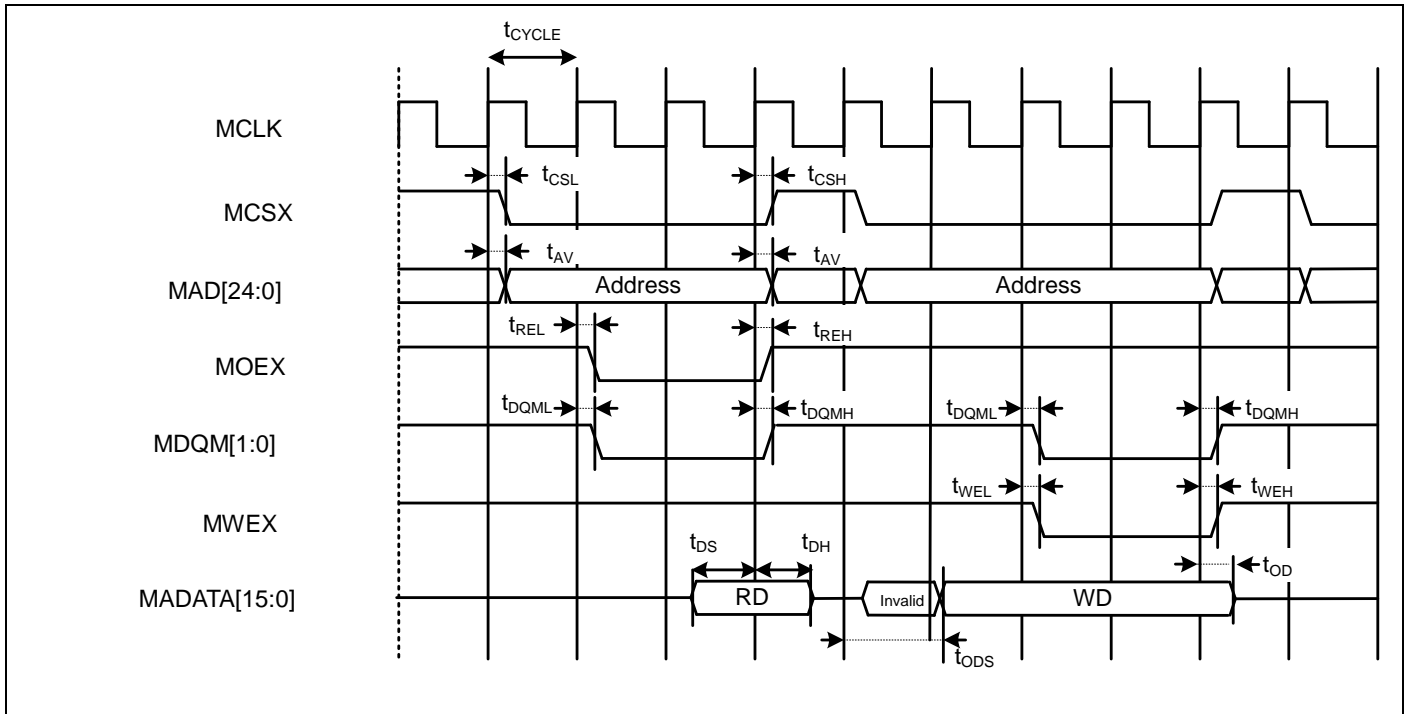 tCYCLE
MCLK
tCSL
tCSH
MCSX
tAV
tAV
MAD[24:0]
Address
Address
tREL
tREH
MOEX
tDQML
tDQMH
tDQML
tDQMH
MDQM[1:0]
tWEL
tWEH
MWEX
tDS
tDH
tOD
MADATA[15:0]
RD
Invalid
WD
tODS